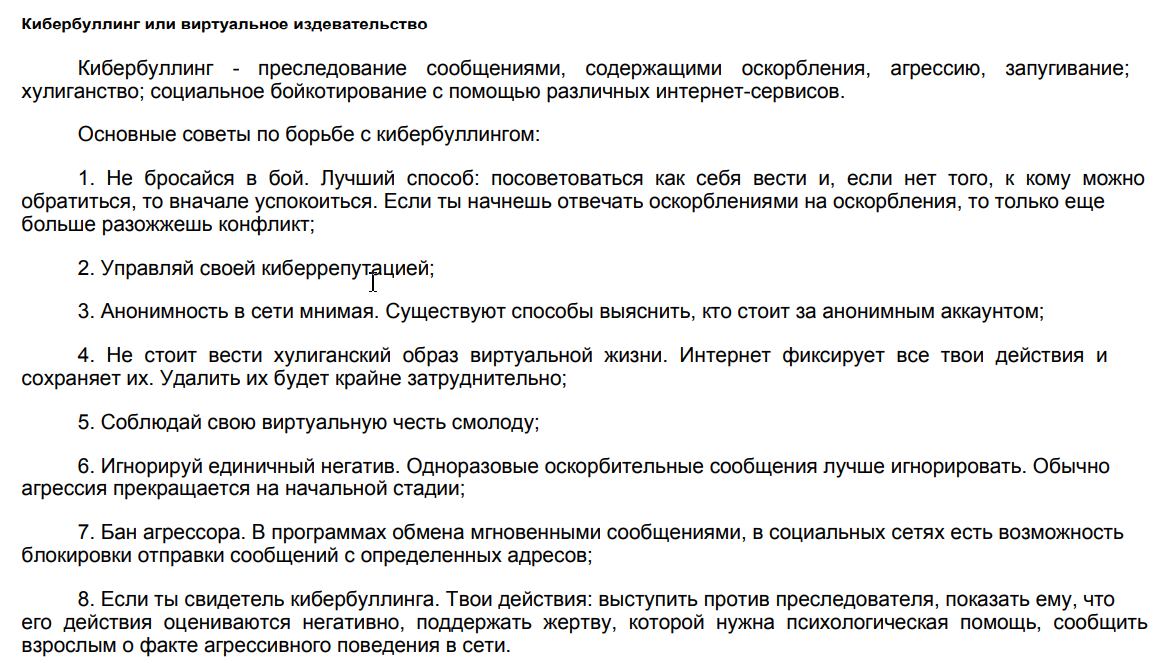 Кибербуллинг или виртуальное издевательство
Кибербуллинг - преследование сообщениями, содержащими оскорбления, агрессию, запугивание;
хулиганство; социальное бойкотирование с помощью различных интернет-сервисов.
Основные советы по борьбе с кибербуллингом:
1. Не бросайся в бой. Лучший способ: посоветоваться как себя вести и, если нет того, к кому можно
обратиться, то вначале успокоиться. Если ты начнешь отвечать оскорблениями на оскорбления, то только еще
больше разожжешь конфликт;
2. Управляй своей киберрепутацией;
3. Анонимность в сети мнимая. Существуют способы выяснить, кто стоит за анонимным аккаунтом;
4. Не стоит вести хулиганский образ виртуальной жизни. Интернет фиксирует все твои действия и
сохраняет их. Удалить их будет крайне затруднительно;
5. Соблюдай свою виртуальную честь смолоду;
6. Игнорируй единичный негатив. Одноразовые оскорбительные сообщения лучше игнорировать. Обычно
агрессия прекращается на начальной стадии;
7. Бан агрессора. В программах обмена мгновенными сообщениями, в социальных сетях есть возможность
блокировки отправки сообщений с определенных адресов;
8. Если ты свидетель кибербуллинга. Твои действия: выступить против преследователя, показать ему, что
его действия оцениваются негативно, поддержать жертву, которой нужна психологическая помощь, сообщить
взрослым о факте агрессивного поведения в сети.